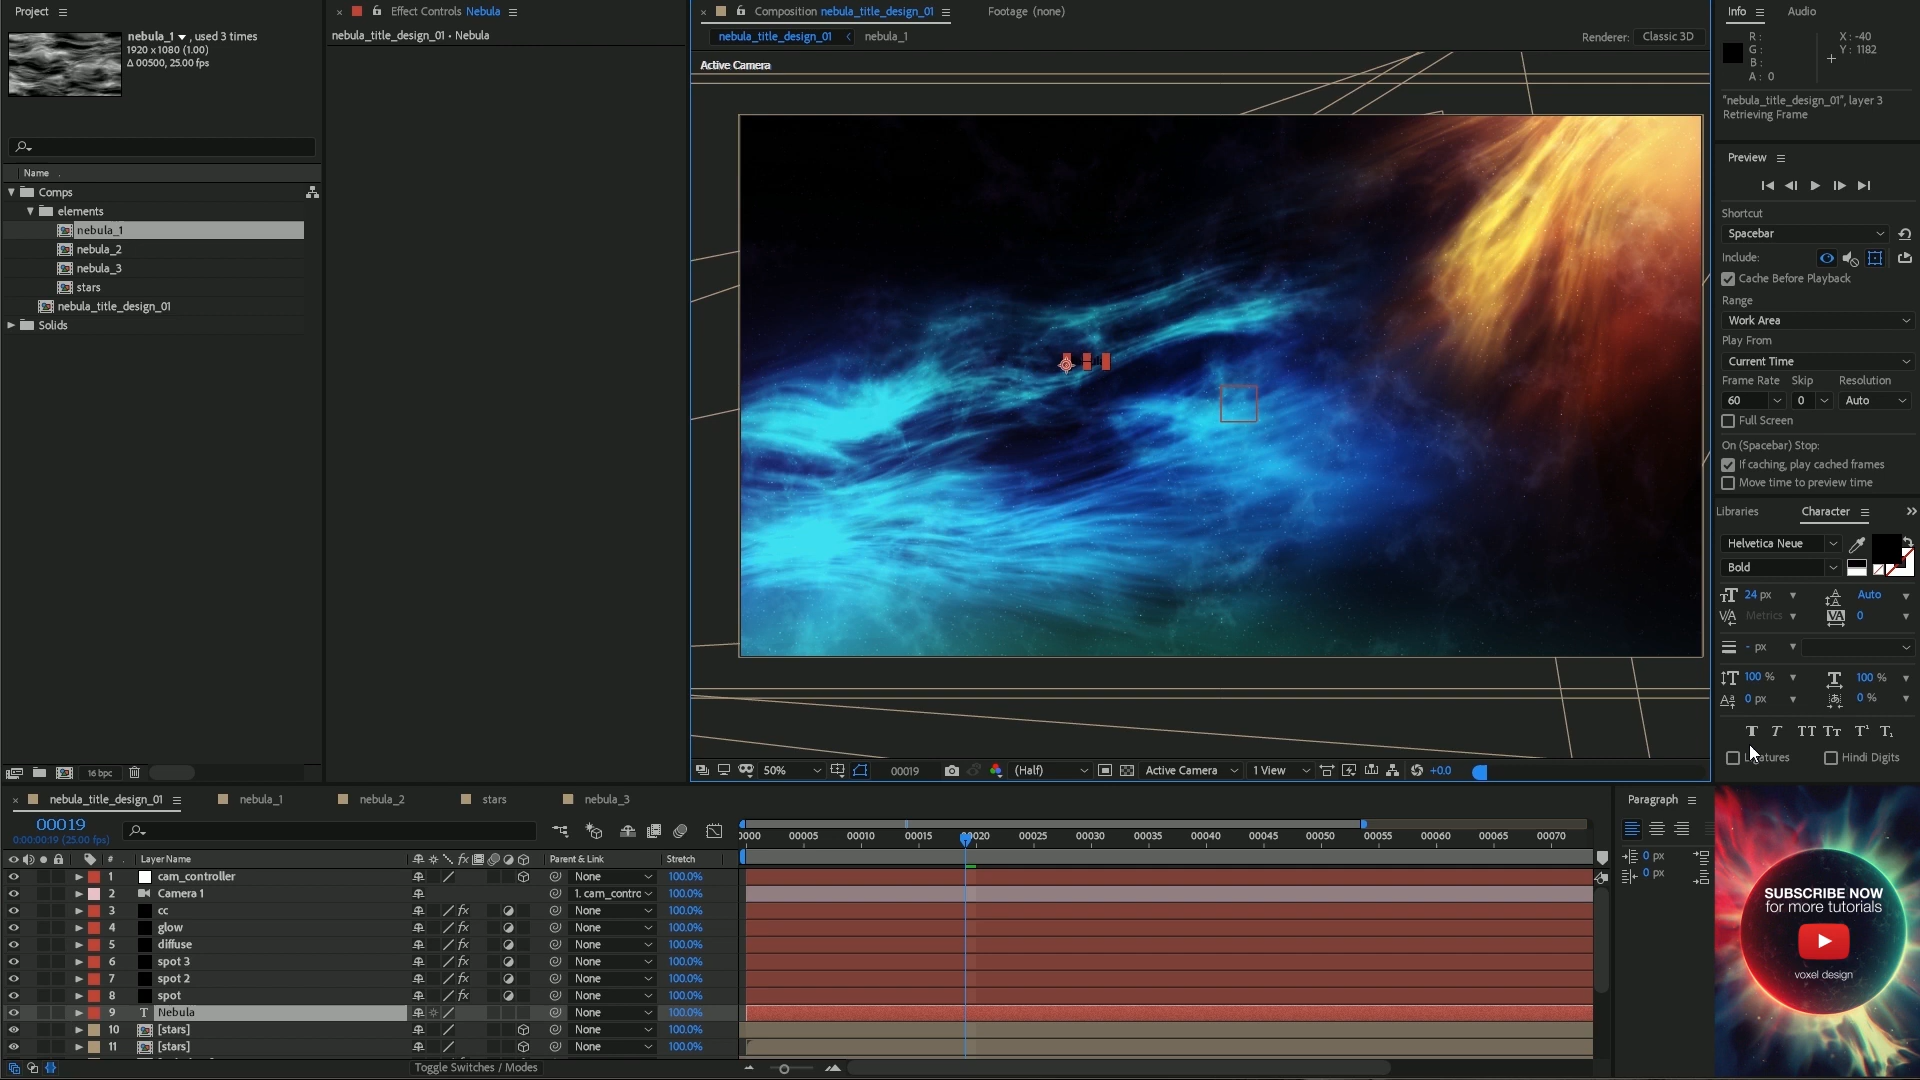 Project
nebula_1 , used 3 times
1920 x 1080 (1.00)
Δ 00500, 25.00 fps
Name
Comps
elements
nebula_1
nebula_2
nebula_3
stars
nebula_title_design_01
Solids
16 bpc
Effect Controls Nebula
nebula_title_design_01 • Nebula
Composition nebula_title_design_01
Footage (none)
nebula_title_design_01
nebula_1
Renderer: Classic 3D
Active Camera
50%
00019
(Half)
Active Camera
1 View
+0.0
Info
Audio
R :
G :
B :
A : 0
X : -40
Y : 1182
"nebula_title_design_01", layer 3
Retrieving Frame
Preview
Shortcut
Spacebar
Include:
Cache Before Playback
Range
Work Area
Play From
Current Time
Frame Rate Skip Resolution
60 0 Auto
Full Screen
On (Spacebar) Stop:
If caching, play cached frames
Move time to preview time
Libraries Character
Helvetica Neue
Bold
24 px Auto
Metrics 0
- px
100 % 100 %
0 px 0 %
Hindi Digits
nebula_title_design_01 nebula_1 nebula_2 stars nebula_3
00019
0:00:00:19 (25.00 fps)
0000 00005 00010 00015 00020 00025 00030 00035 00040 00045 00050 00055 00060 00065 00070
# Layer Name Parent & Link Stretch
1 cam_controller None 100.0%
2 Camera 1 1. cam_contro 100.0%
3 cc None 100.0%
4 glow None 100.0%
5 diffuse None 100.0%
6 spot 3 None 100.0%
7 spot 2 None 100.0%
8 spot None 100.0%
9 Nebula None 100.0%
10 [stars] None 100.0%
11 [stars] None 100.0%
Toggle Switches / Modes
Paragraph
0 px
0 px
SUBSCRIBE NOW
for more tutorials
voxel design